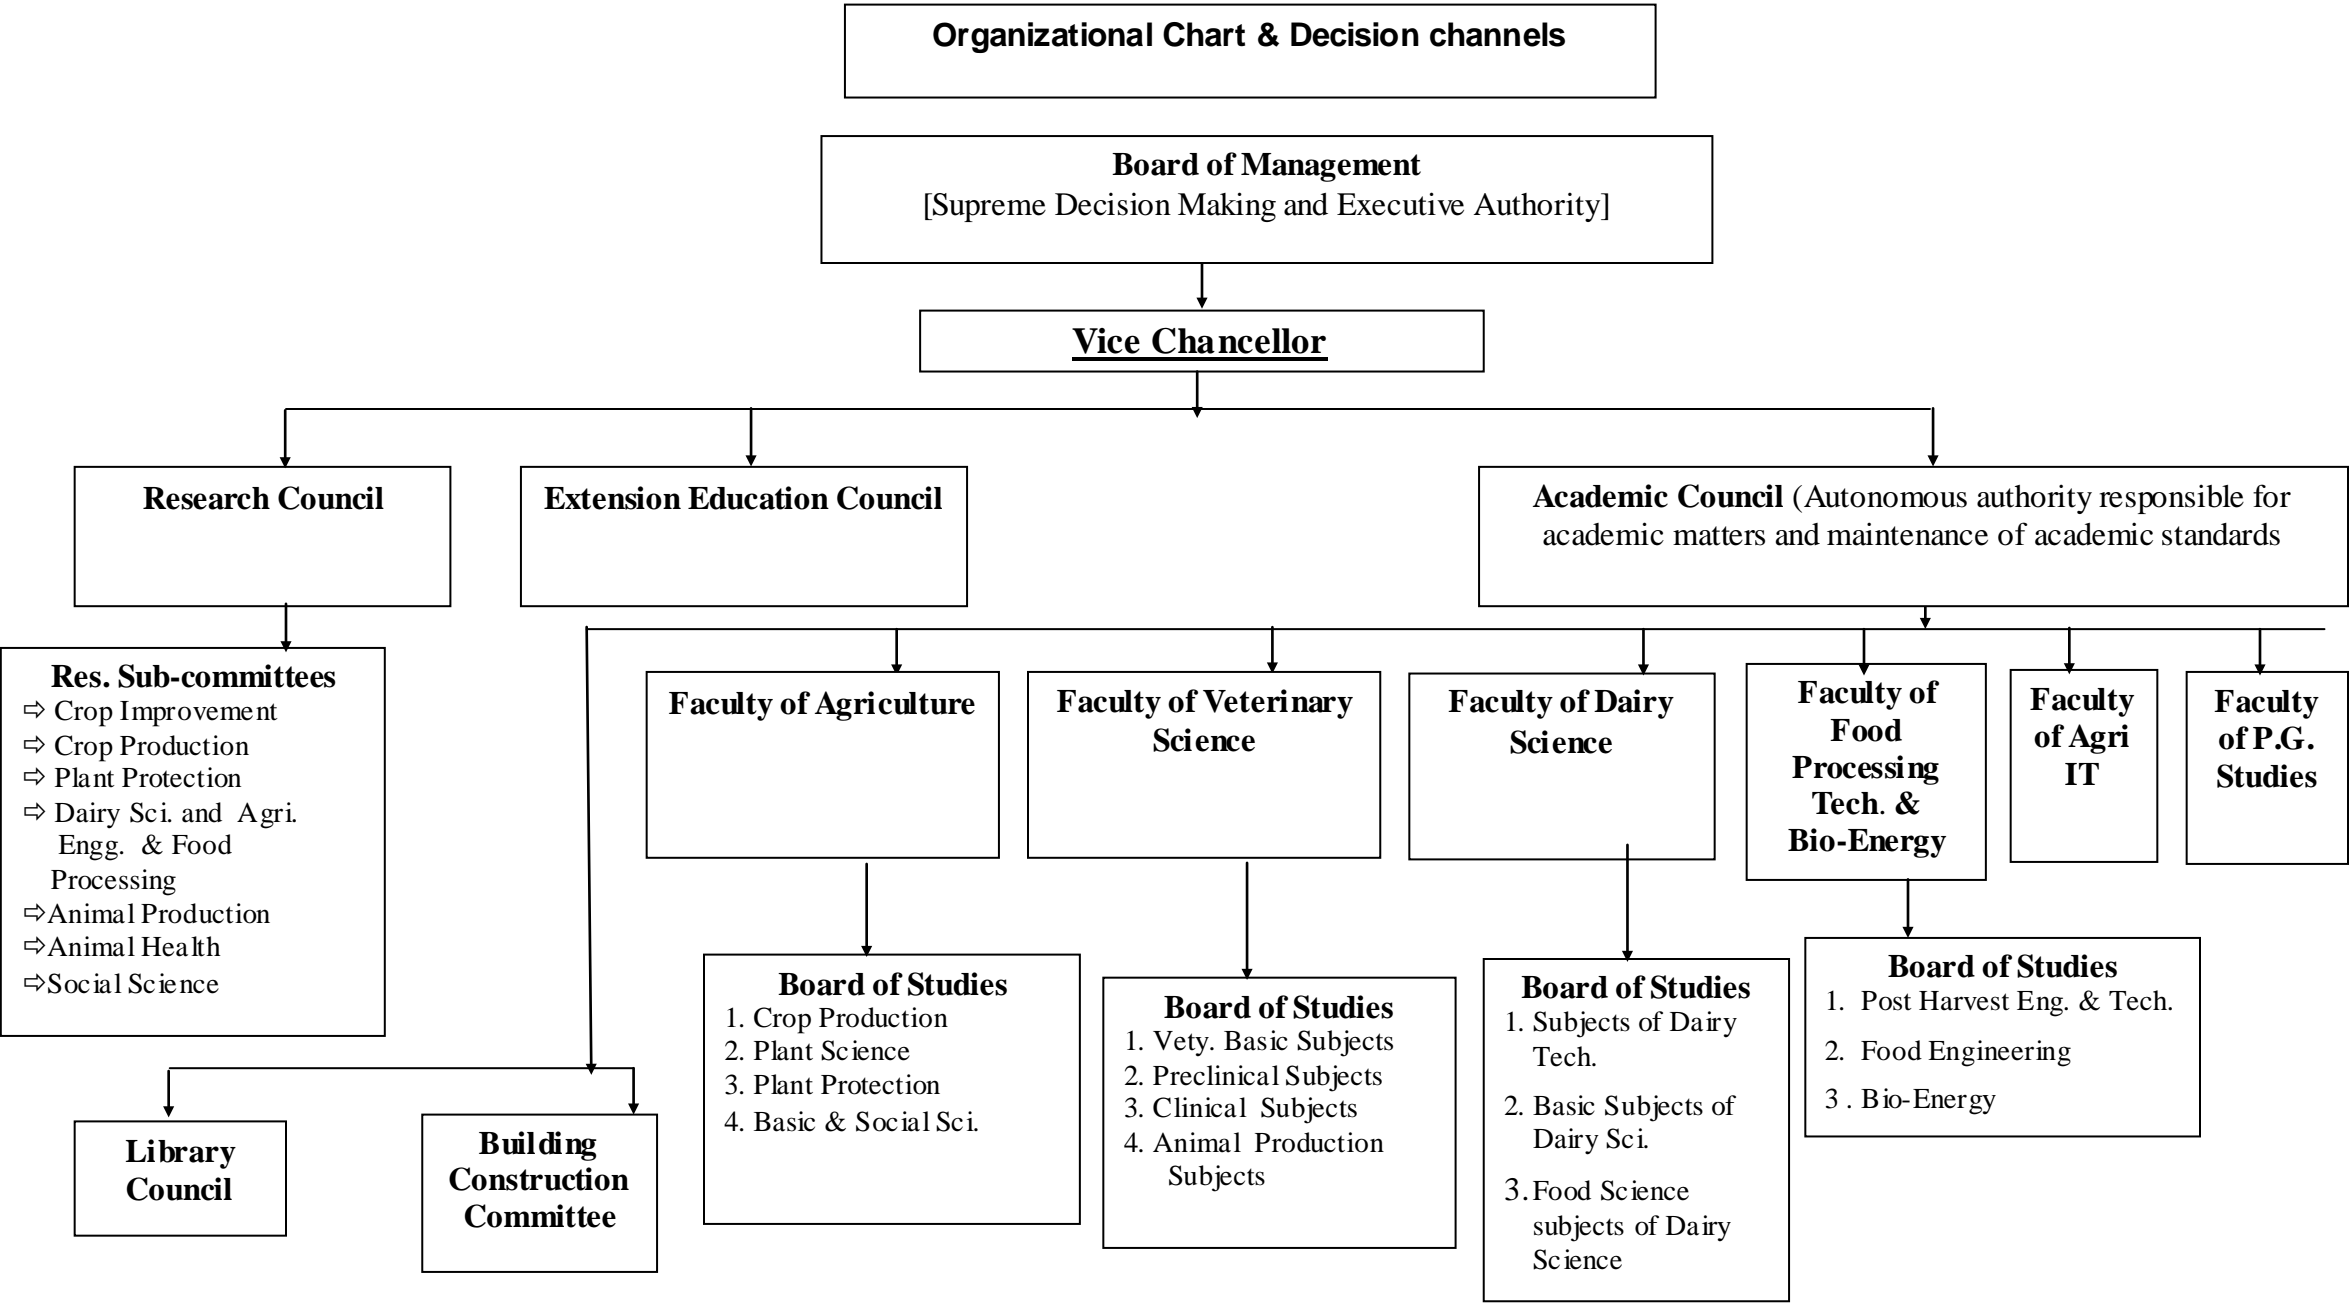 Organizational Chart & Decision channels
Board of Management
[Supreme Decision Making and Executive Authority]
Vice Chancellor
Research Council
Extension Education Council
Academic Council (Autonomous authority responsible for
academic matters and maintenance of academic standards
Res. Sub-committees
⇨ Crop Improvement
⇨ Crop Production
⇨ Plant Protection
⇨ Dairy Sci. and Agri.
Engg. & Food
Processing
⇨Animal Production
⇨Animal Health
⇨Social Science
Faculty of Agriculture
Faculty of Veterinary
Science
Faculty of Dairy
Science
Faculty of
Food
Processing
Tech. &
Bio-Energy
Faculty
of Agri
IT
Faculty
of P.G.
Studies
Board of Studies
1. Crop Production
2. Plant Science
3. Plant Protection
4. Basic & Social Sci.
Board of Studies
1. Vety. Basic Subjects
2. Preclinical Subjects
3. Clinical Subjects
4. Animal Production
Subjects
Board of Studies
1. Subjects of Dairy
Tech.
2. Basic Subjects of
Dairy Sci.
3. Food Science
subjects of Dairy
Science
Board of Studies
1. Post Harvest Eng. & Tech.
2. Food Engineering
3 . Bio-Energy
Library
Council
Building
Construction
Committee